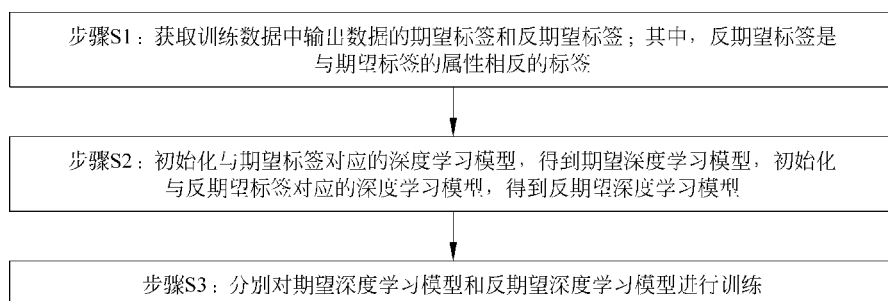 步骤S1：获取训练数据中输出数据的期望标签和反期望标签；其中，反期望标签是
与期望标签的属性相反的标签
步骤S2：初始化与期望标签对应的深度学习模型，得到期望深度学习模型，初始化
与反期望标签对应的深度学习模型，得到反期望深度学习模型
步骤S3：分别对期望深度学习模型和反期望深度学习模型进行训练